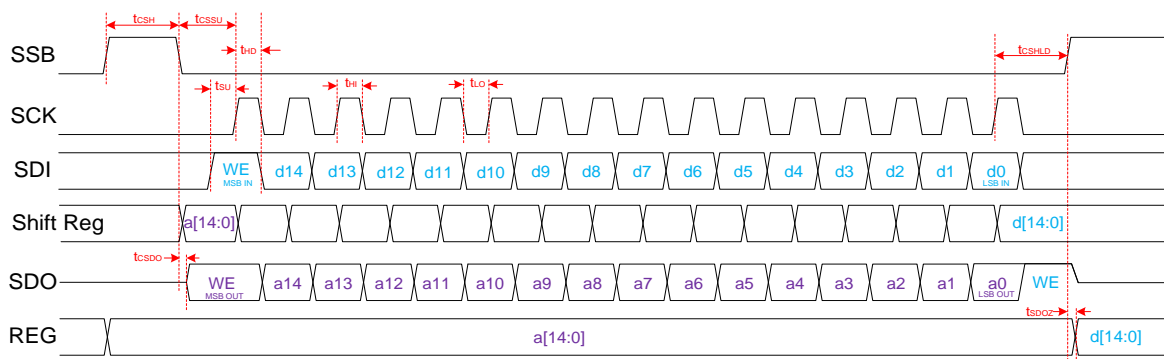 tCSH tCSSU
SSB tHD tCSHLD
tSU tHI tLO
SCK
SDI WE d14 d13 d12 d11 d10 d9 d8 d7 d6 d5 d4 d3 d2 d1 d0
MSB IN LSB IN
Shift Reg a[14:0] d[14:0]
tCSDO
SDO WE a14 a13 a12 a11 a10 a9 a8 a7 a6 a5 a4 a3 a2 a1 a0 WE
MSB OUT LSB OUT
tSDOZ
REG a[14:0] d[14:0]